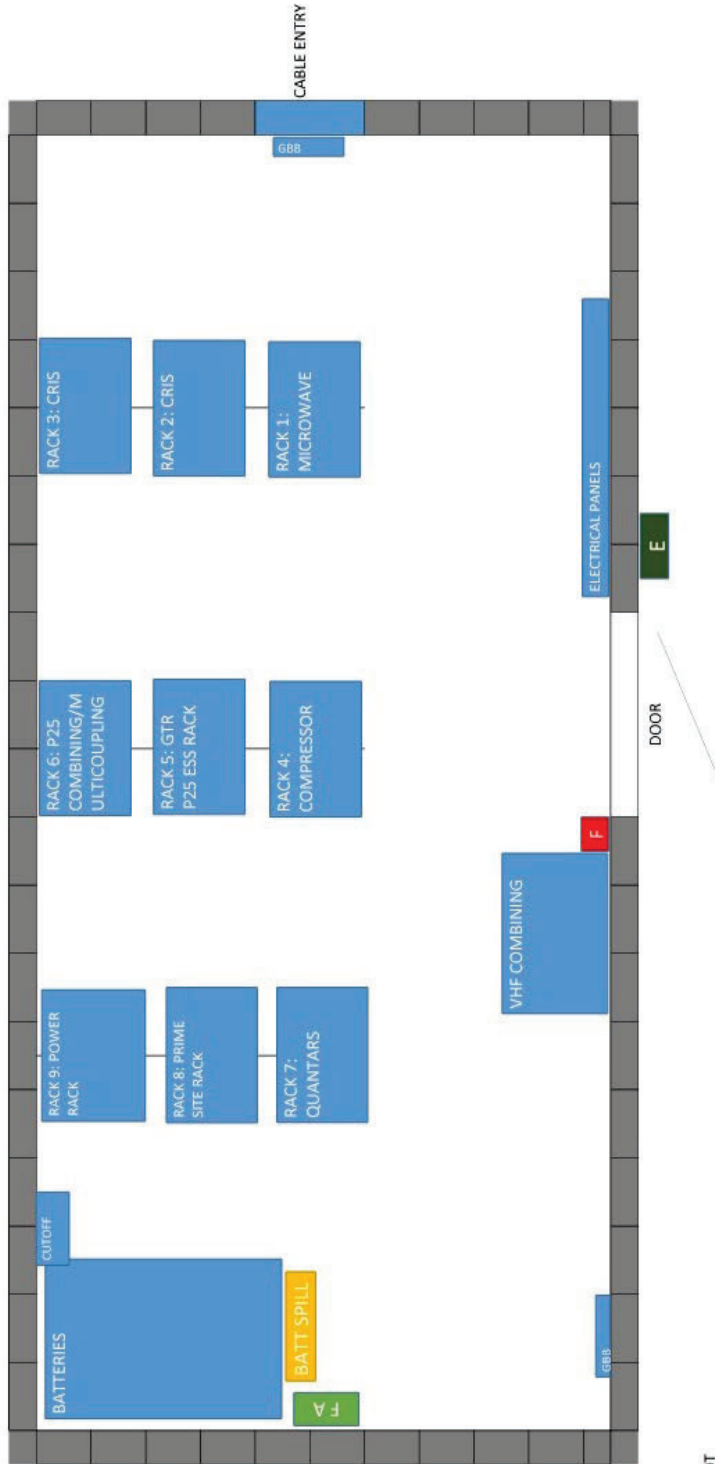 CABLE ENTRY
GBB
RACK 3: CRIS
RACK 2: CRIS
RACK 1:
MICROWAVE
ELECTRICAL PANELS
E
RACK 6: P25
COMBINING/M
ULTICOUPLING
RACK 5: GTR
P25 ESS RACK
RACK 4:
COMPRESSOR
DOOR
F
VHF COMBINING
RACK 9: POWER
RACK
RACK 8: PRIME
SITE RACK
RACK 7:
QUANTARS
CUTOFF
BATTERIES
BATT SPILL
F A
GBB